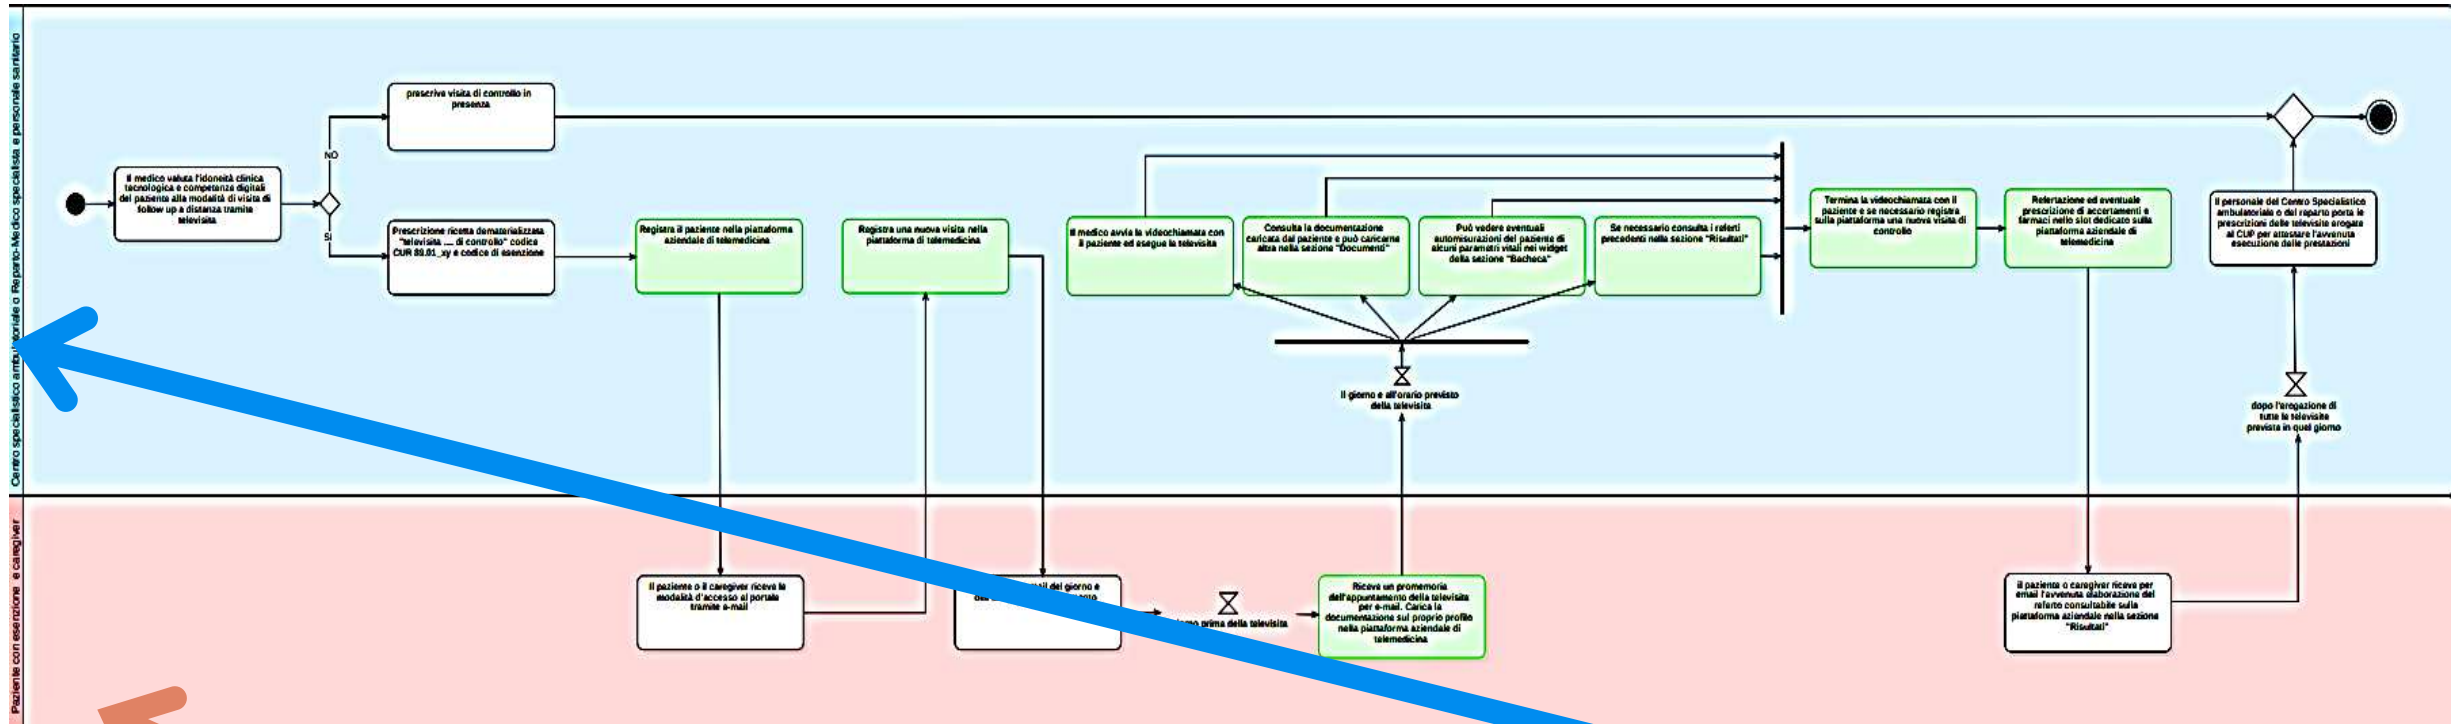 Centro specialistico ambulatoriale o Reparto-Medico specialista e personale sanitario
prescrive visita di controllo in
presenza
NO
Il medico valuta l'idoneità clinica
tecnologica e competenze digitali
del paziente alla modalità di visita di
follow up a distanza tramite
televisita
Sì
Prescrizione ricetta dematerializzata
"televisita .... di controllo" codice
CUR 89.01_xy e codice di esenzione
Registra il paziente nella piattaforma
aziendale di telemedicina
Registra una nuova visita nella
piattaforma di telemedicina
Il medico avvia la videochiamata con
il paziente ed esegue la televisita
Consulta la documentazione
caricata dal paziente e può caricarne
altra nella sezione "Documenti"
Può vedere eventuali
automisurazioni del paziente di
alcuni parametri vitali nei widget
della sezione "Bacheca"
Se necessario consulta i referti
precedenti nella sezione "Risultati"
Termina la videochiamata con il
paziente e se necessario registra
sulla piattaforma una nuova visita di
controllo
Refertazione ed eventuale
prescrizione di accertamenti e
farmaci nello slot dedicato sulla
piattaforma aziendale di
telemedicina
Il personale del Centro Specialistico
ambulatoriale o del reparto porta le
prescrizioni delle televisite erogate
al CUP per attestare l'avvenuta
esecuzione delle prestazioni
Il giorno e all'orario previsto
della televisita
dopo l'erogazione di
tutte le televisite
previste in quel giorno
Paziente con esenzione e caregiver
Il paziente o il caregiver riceve le
modalità d'accesso al portale
tramite e-mail
del giorno e
prima della televisita
Riceve un promemoria
dell'appuntamento della televisita
per e-mail. Carica la
documentazione sul proprio profilo
nella piattaforma aziendale di
telemedicina
il paziente o caregiver riceve per
email l'avvenuta elaborazione del
referto consultabile sulla
piattaforma aziendale nella sezione
"Risultati"